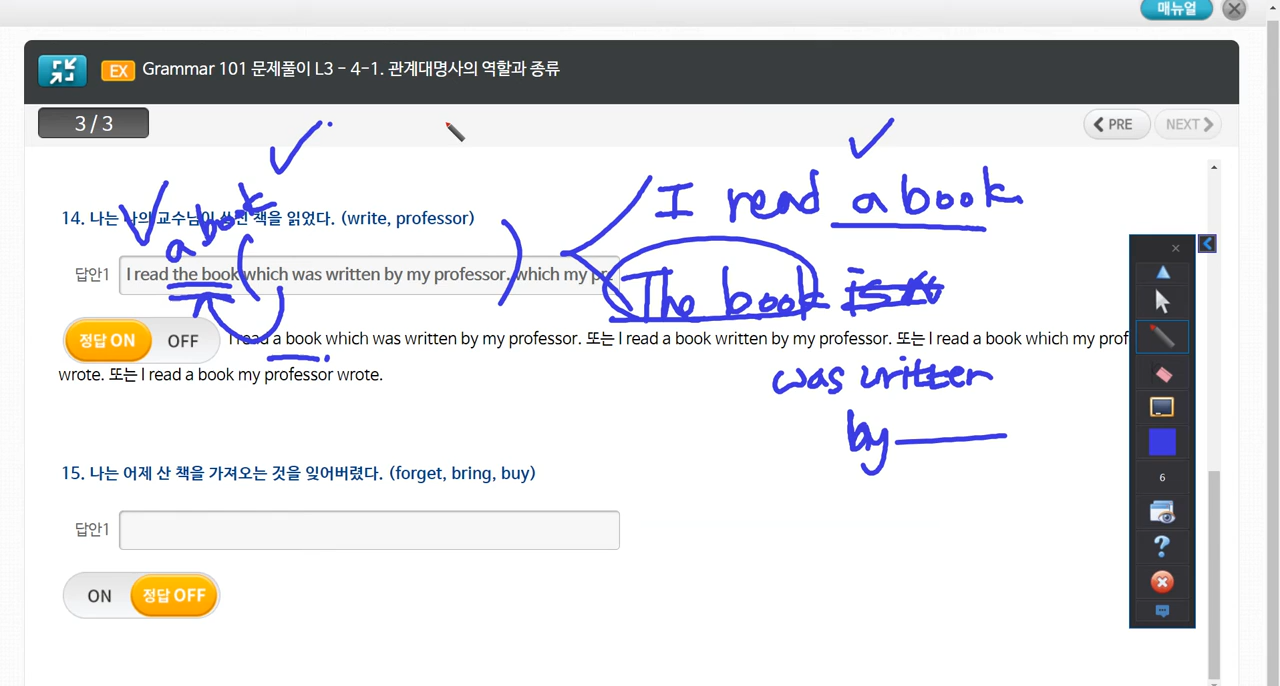 매뉴얼
EX Grammar 101 문제풀이 L3 - 4-1. 관계대명사의 역할과 종류
3 / 3
PRE NEXT
I read a book.
14. 나는 나의 교수님이 쓰신 책을 읽었다. (write, professor)
a book
답안1 I read the book which was written by my professor. which my pr
The book is
정답 ON OFF I read a book which was written by my professor. 또는 I read a book written by my professor. 또는 I read a book which my prof
wrote. 또는 I read a book my professor wrote.
was written
by
15. 나는 어제 산 책을 가져오는 것을 잊어버렸다. (forget, bring, buy)
6
답안1
ON 정답 OFF